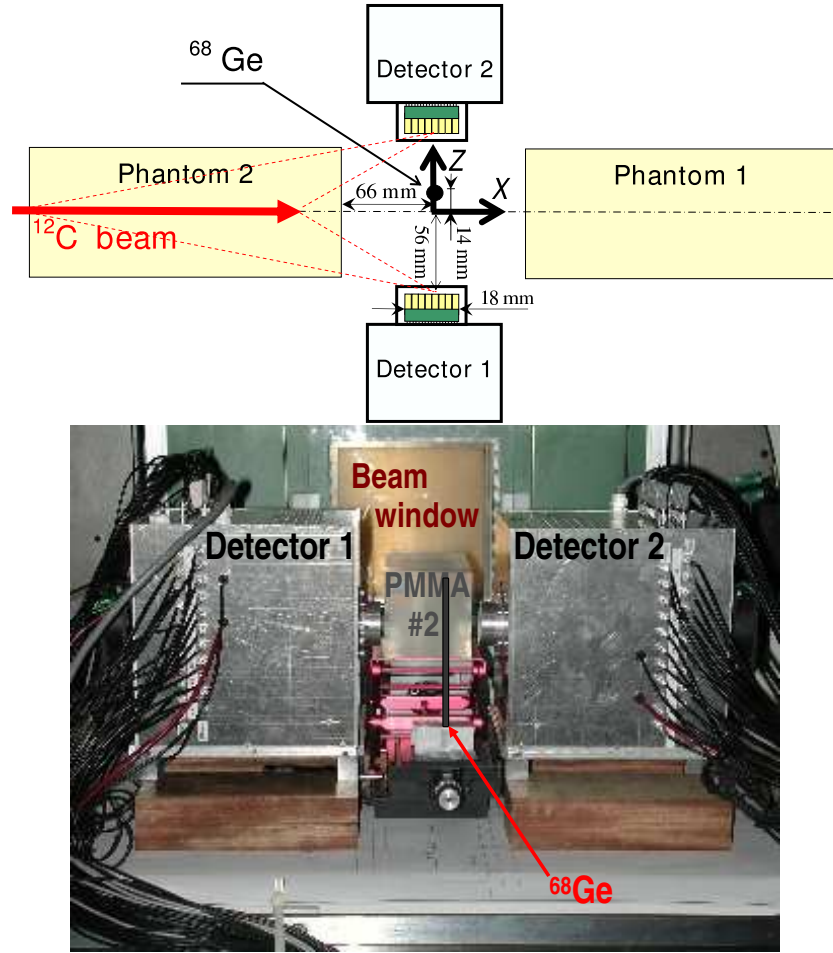 68 Ge
Detector 2
Phantom 2
Z
Phantom 1
66 mm
X
12C beam
56 mm
14 mm
18 mm
Detector 1
Beam
window
Detector 1
Detector 2
PMMA
#2
68Ge